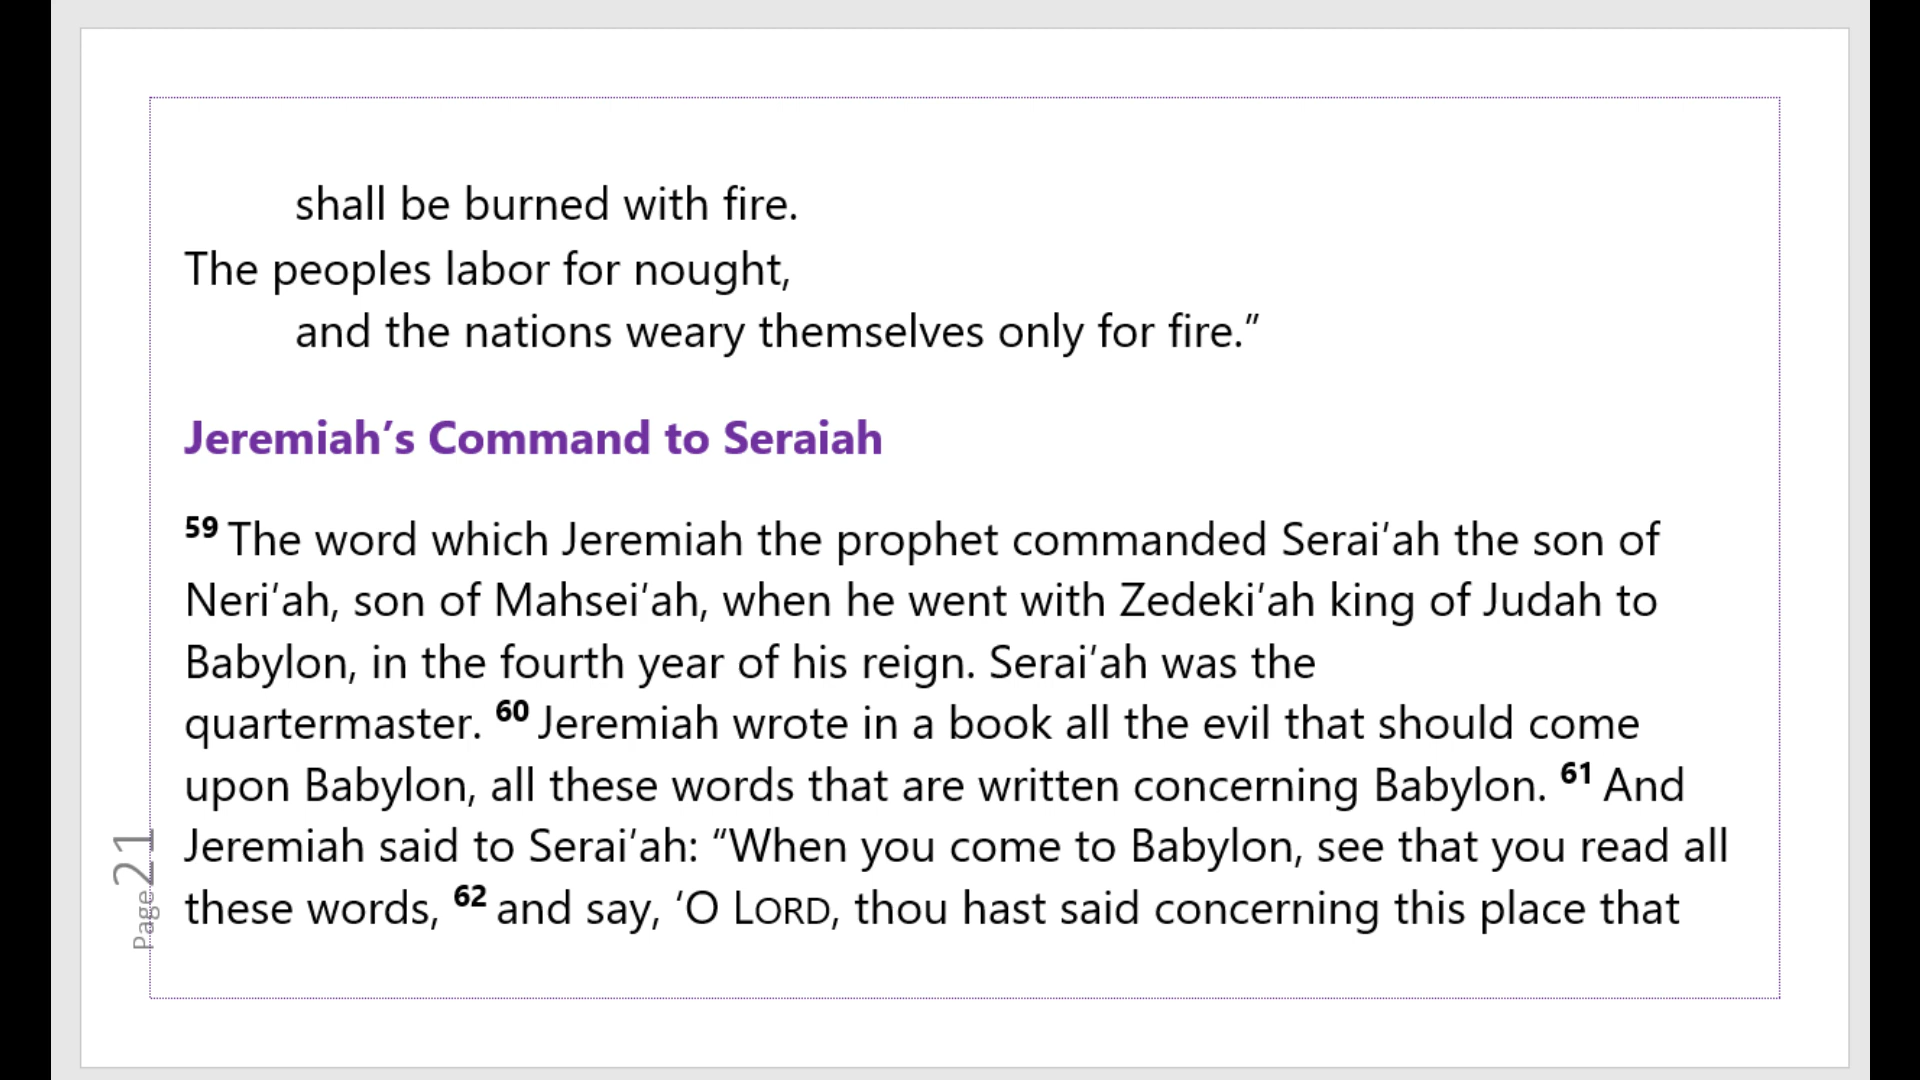 shall be burned with fire.
The peoples labor for nought,
and the nations weary themselves only for fire.”
Jeremiah’s Command to Seraiah
59 The word which Jeremiah the prophet commanded Serai′ah the son of
Neri′ah, son of Mahsei′ah, when he went with Zedeki′ah king of Judah to
Babylon, in the fourth year of his reign. Serai′ah was the
quartermaster. 60 Jeremiah wrote in a book all the evil that should come
upon Babylon, all these words that are written concerning Babylon. 61 And
Jeremiah said to Serai′ah: “When you come to Babylon, see that you read all
these words, 62 and say, ‘O LORD, thou hast said concerning this place that
Page 21